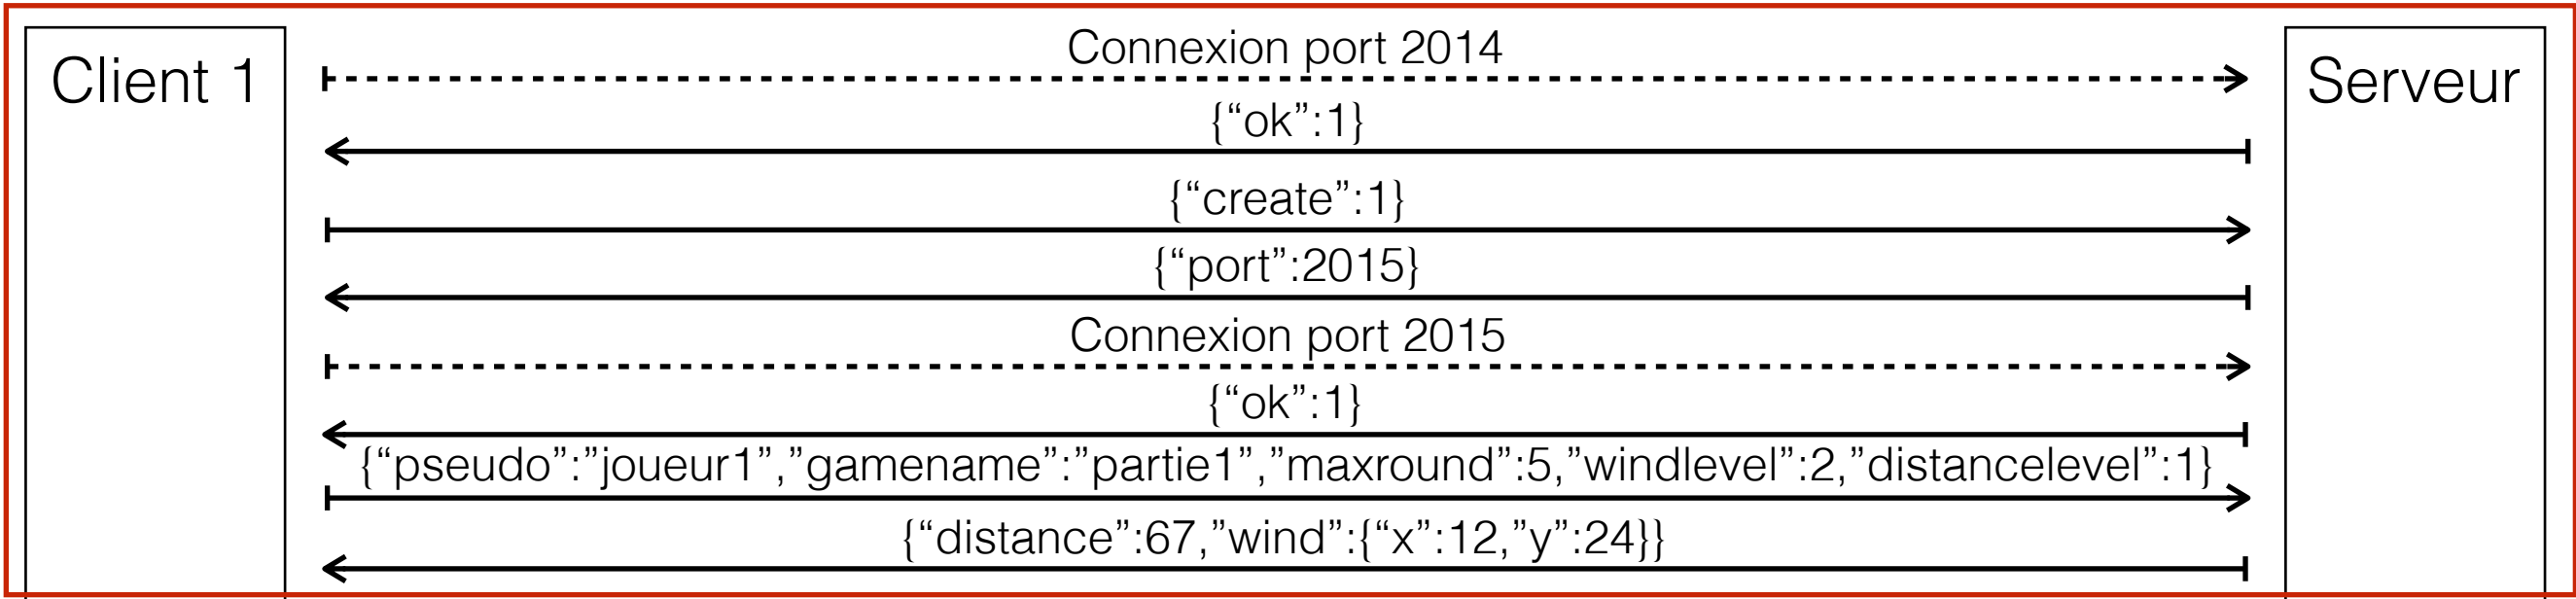 Client 1
Serveur
Connexion port 2014
{“ok”:1}
{“create”:1}
{“port”:2015}
Connexion port 2015
{“ok”:1}
{“pseudo”:”joueur1”,”gamename”:”partie1”,”maxround”:5,”windlevel”:2,”distancelevel”:1}
{“distance”:67,”wind”:{“x”:12,”y”:24}}